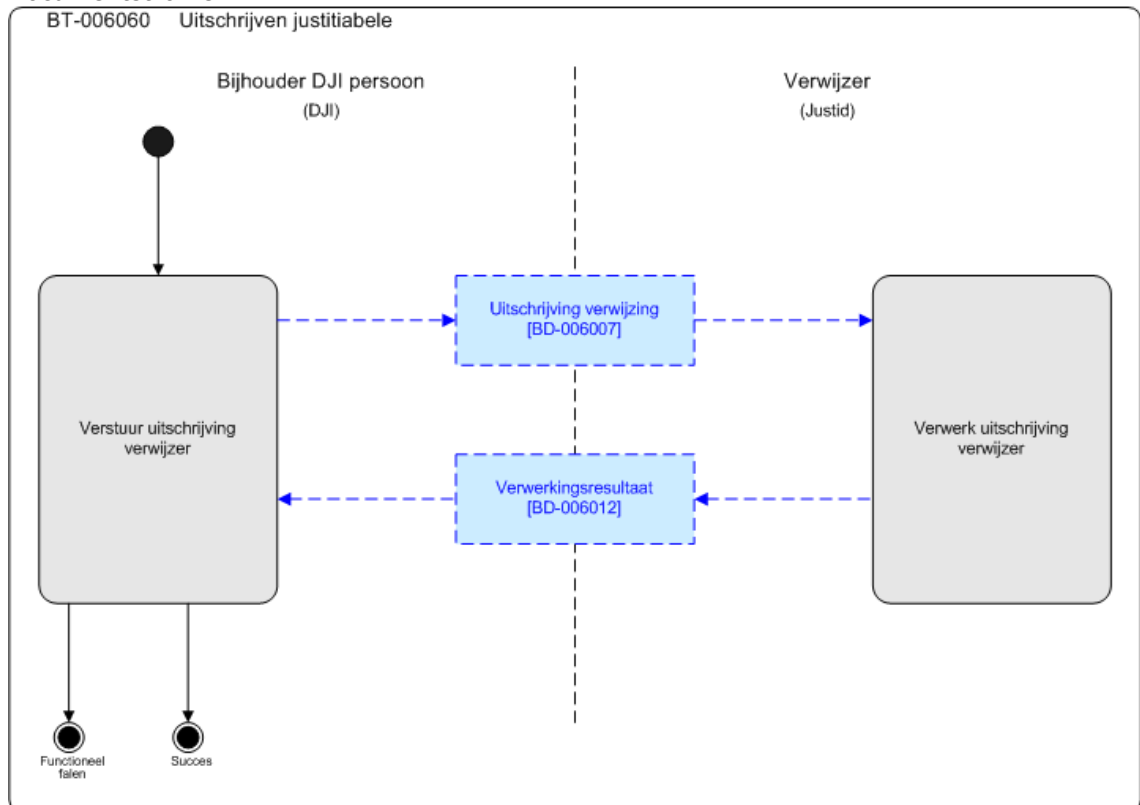 BT-006060 Uitschrijven justitiabele
Bijhouder DJI persoon
(DJI)
Verwijzer
(Justid)
Uitschrijving verwijzing
[BD-006007]
Verstuur uitschrijving
verwijzer
Verwerk uitschrijving
verwijzer
Verwerkingsresultaat
[BD-006012]
Functioneel
falen
Succes